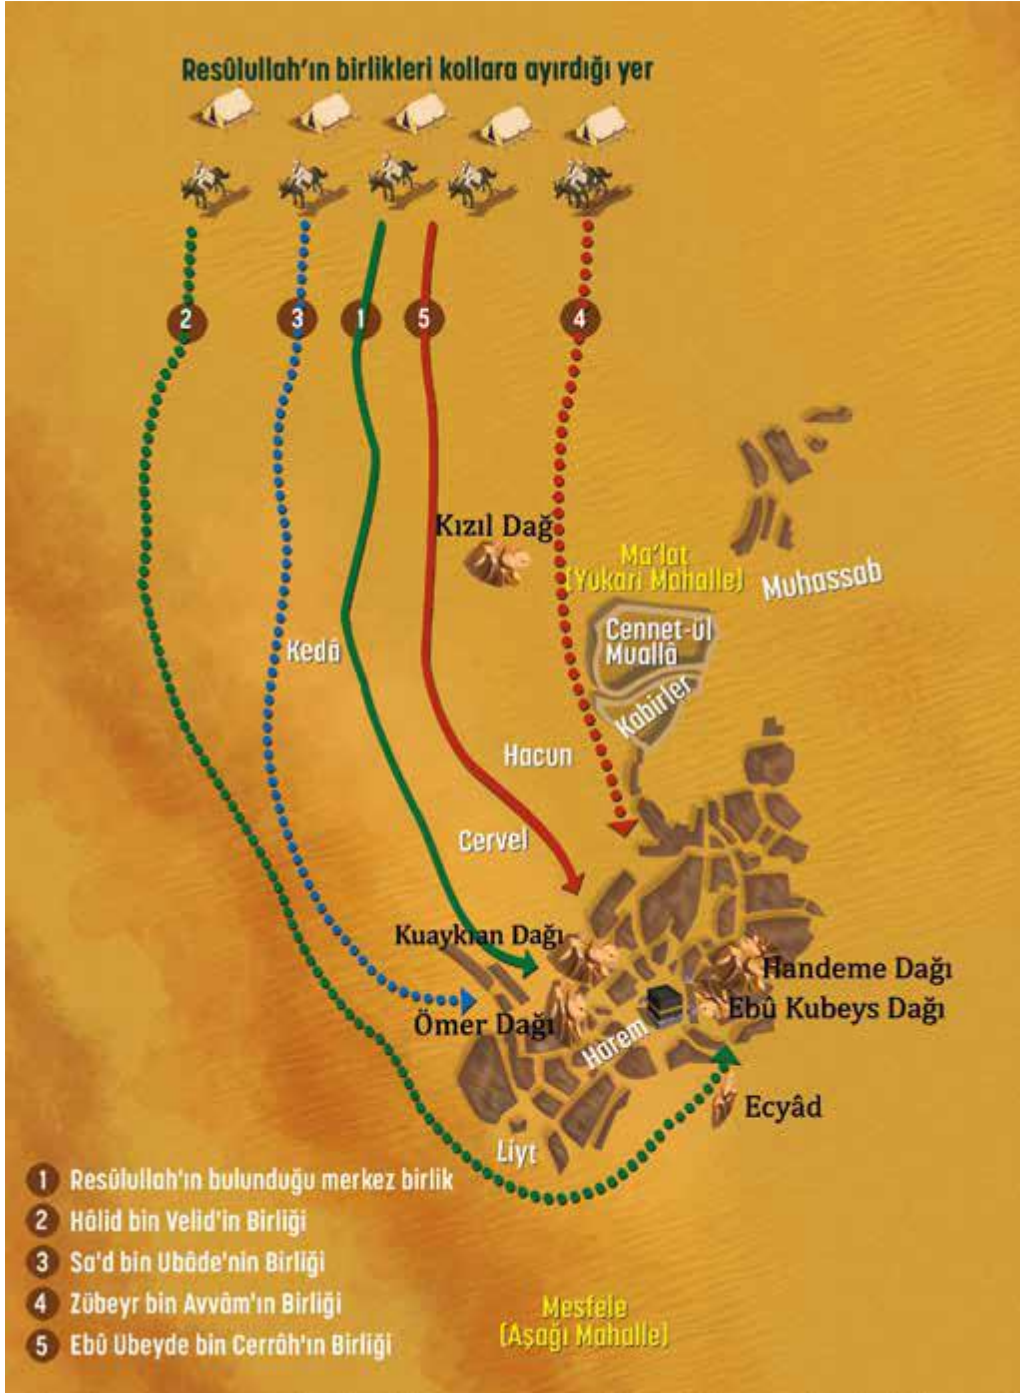 Resûlullah'ın birlikleri kollara ayırdığı yer
2
3
1
5
4
Kızıl Dağ
Ma'lat
(Yukarı Mahalle)
Muhassab
Cennet-ül
Muallâ
Kabirler
Kedâ
Hacun
Cervel
Kuaykıan Dağı
Handeme Dağı
Ebû Kubeys Dağı
Ömer Dağı
Harem
Ecyâd
Liyt
1 Resûlullah'ın bulunduğu merkez birlik
2 Hâlid bin Velid'in Birliği
3 Sa'd bin Ubâde'nin Birliği
4 Zübeyr bin Avvâm'ın Birliği
5 Ebû Ubeyde bin Cerrâh'ın Birliği
Mesfele
(Aşağı Mahalle)